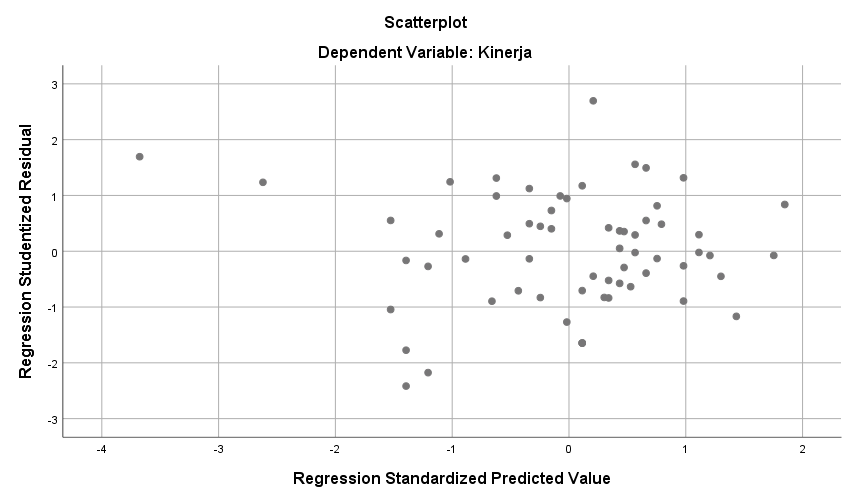 Scatterplot
Dependent Variable: Kinerja
Regression Studentized Residual
3
2
1
0
-1
-2
-3
-4 -3 -2 -1 0 1 2
Regression Standardized Predicted Value